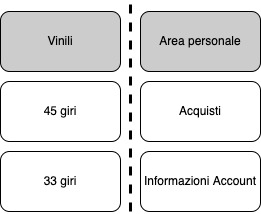 Vinili
45 giri
33 giri
Area personale
Acquisti
Informazioni Account